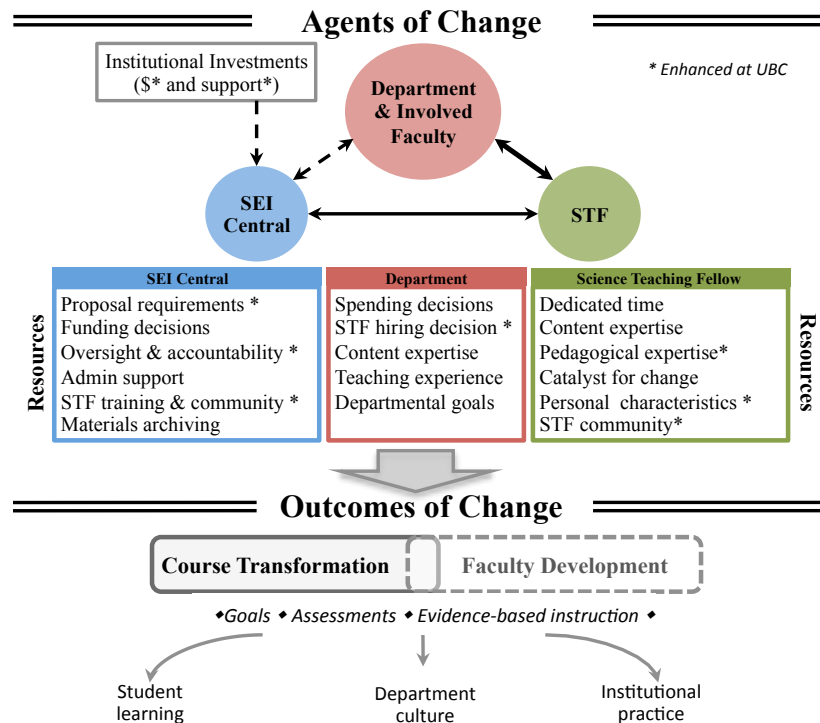 Agents of Change
Institutional Investments
($* and support*)
* Enhanced at UBC
Department
& Involved
Faculty
SEI
Central
STF
SEI Central
Proposal requirements *
Funding decisions
Oversight & accountability *
Admin support
STF training & community *
Materials archiving
Department
Spending decisions
STF hiring decision *
Content expertise
Teaching experience
Departmental goals
Science Teaching Fellow
Dedicated time
Content expertise
Pedagogical expertise*
Catalyst for change
Personal characteristics *
STF community*
Resources
Resources
Outcomes of Change
Course Transformation
Faculty Development
◆Goals ◆ Assessments ◆ Evidence-based instruction ◆
Student
learning
Department
culture
Institutional
practice